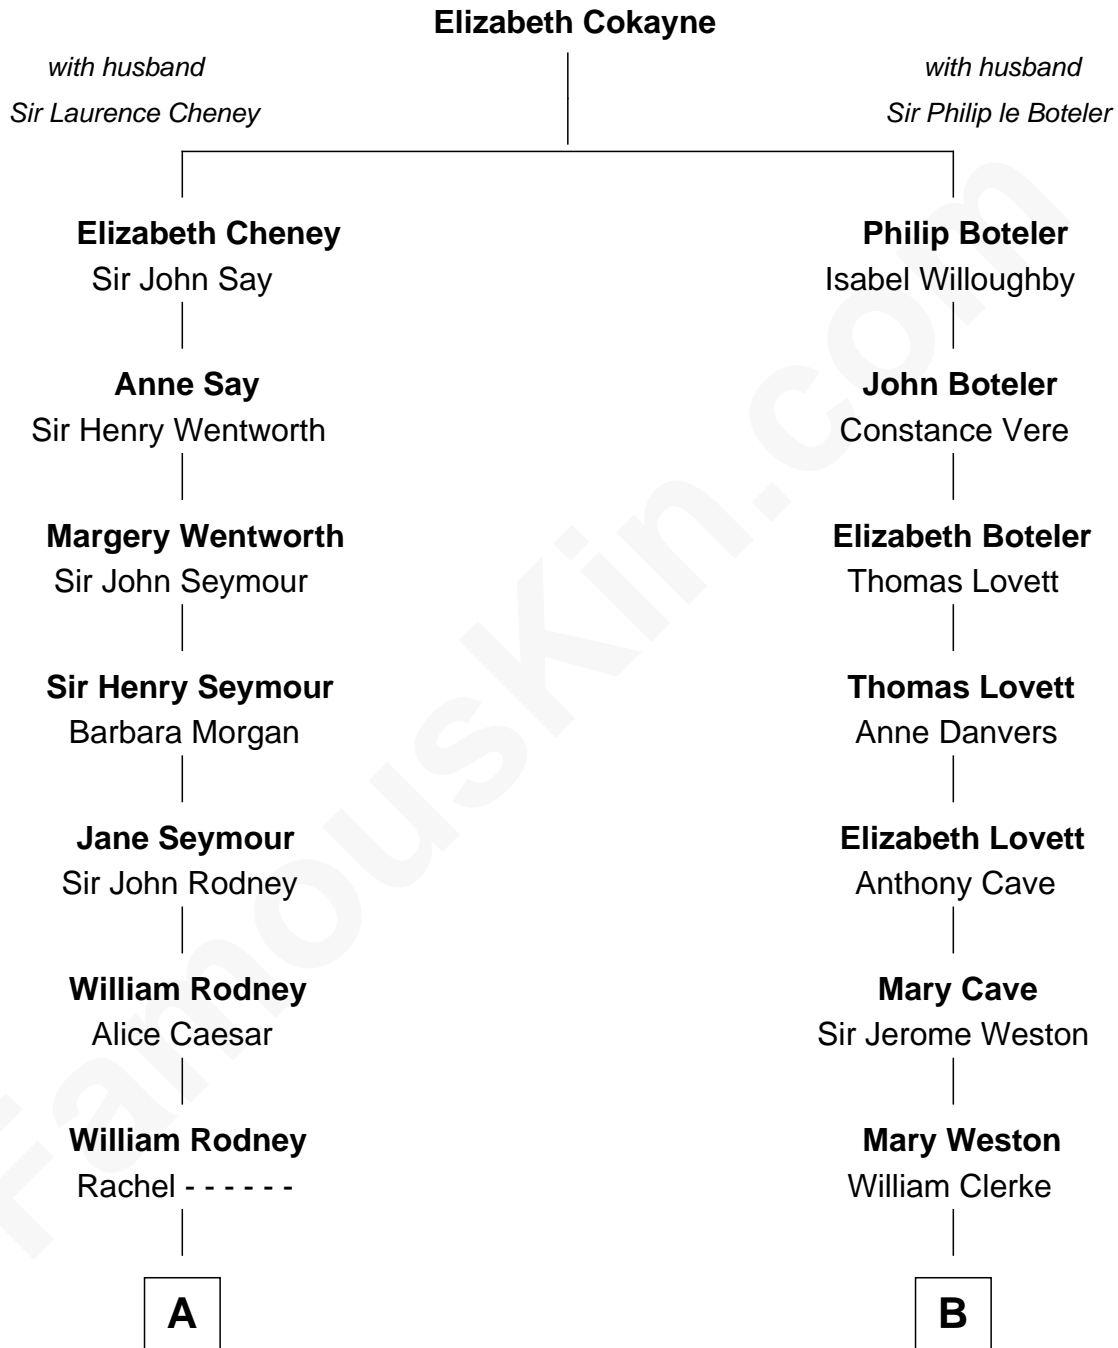 Elizabeth Cokayne
with husband
Sir Laurence Cheney
with husband
Sir Philip le Boteler
Elizabeth Cheney
Sir John Say
Philip Boteler
Isabel Willoughby
Anne Say
Sir Henry Wentworth
John Boteler
Constance Vere
Margery Wentworth
Sir John Seymour
Elizabeth Boteler
Thomas Lovett
Sir Henry Seymour
Barbara Morgan
Thomas Lovett
Anne Danvers
Jane Seymour
Sir John Rodney
Elizabeth Lovett
Anthony Cave
William Rodney
Alice Caesar
Mary Cave
Sir Jerome Weston
William Rodney
Rachel - - - - - -
Mary Weston
William Clerke
A
B
FamousKin.com